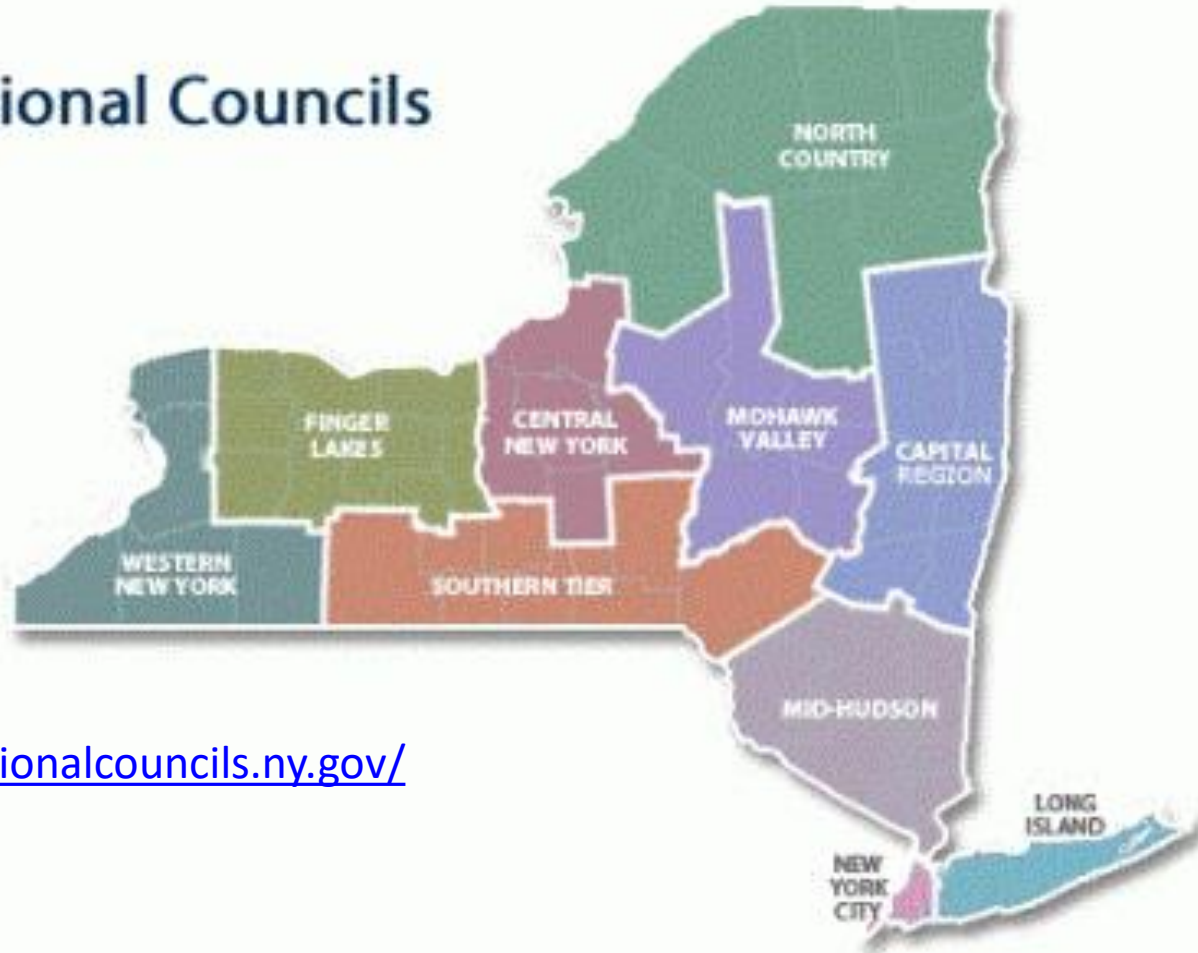 ional Councils
NORTH
COUNTRY
FINGER
LAKES
CENTRAL
NEW YORK
MOHAWK
VALLEY
CAPITAL
REGION
WESTERN
NEW YORK
SOUTHERN TIER
MID-HUDSON
ionalcouncils.ny.gov/
LONG
ISLAND
NEW
YORK
CITY